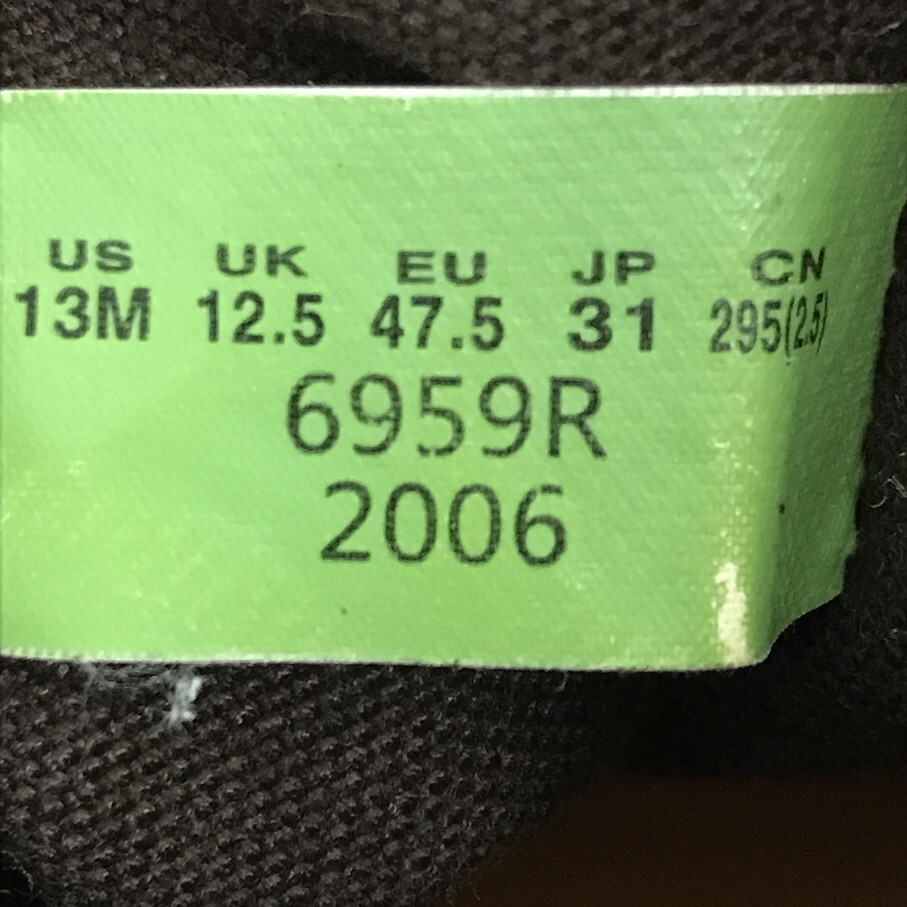 US UK EU JP CN
13M 12.5 47.5 31 295(2.5)
6959R
2006